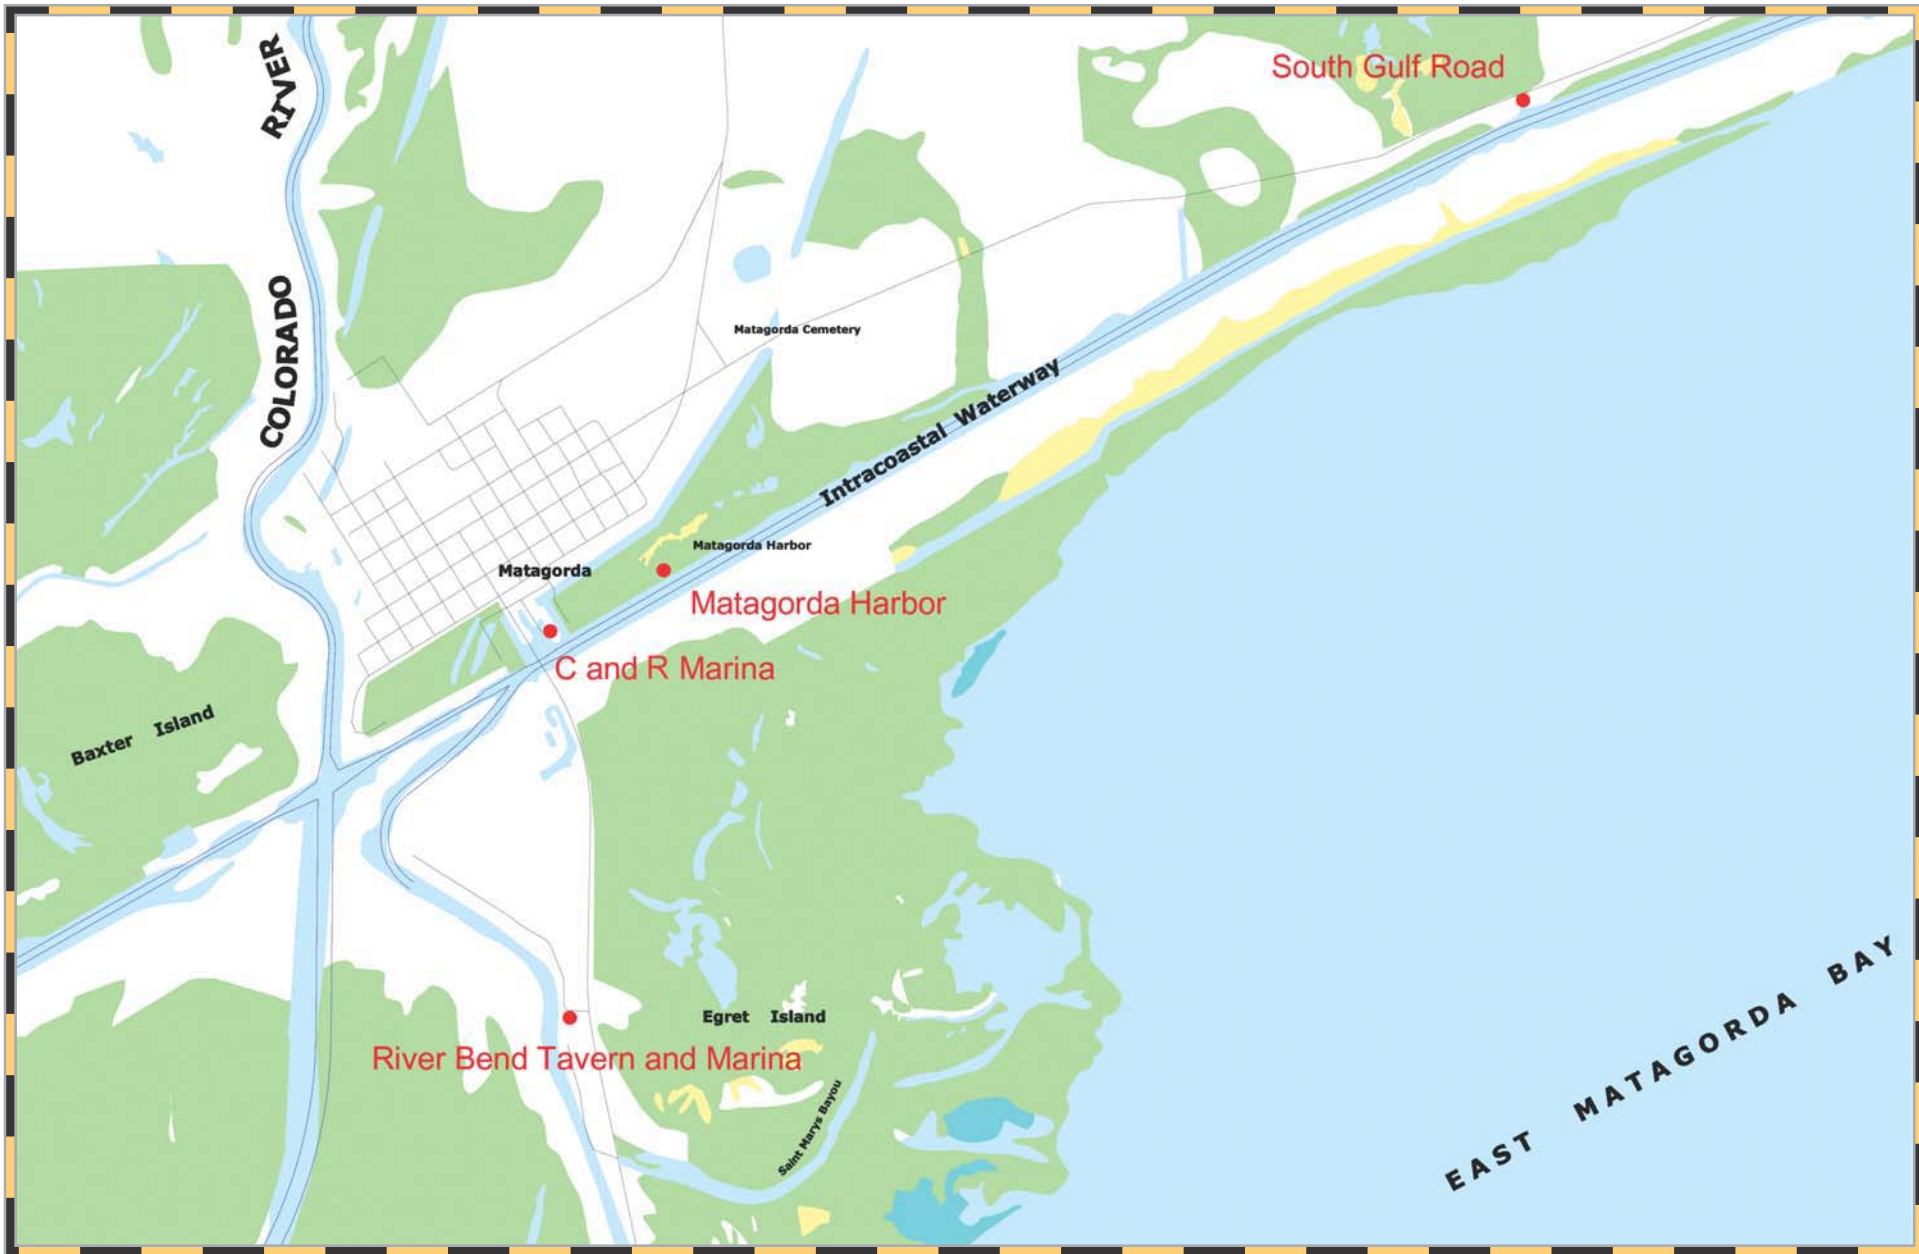 RIVER
South Gulf Road
COLORADO
Matagorda Cemetery
Intracoastal Waterway
Matagorda Harbor
Matagorda
Matagorda Harbor
C and R Marina
Baxter Island
EAST MATAGORDA BAY
Egret Island
River Bend Tavern and Marina
Saint Marys Bayou